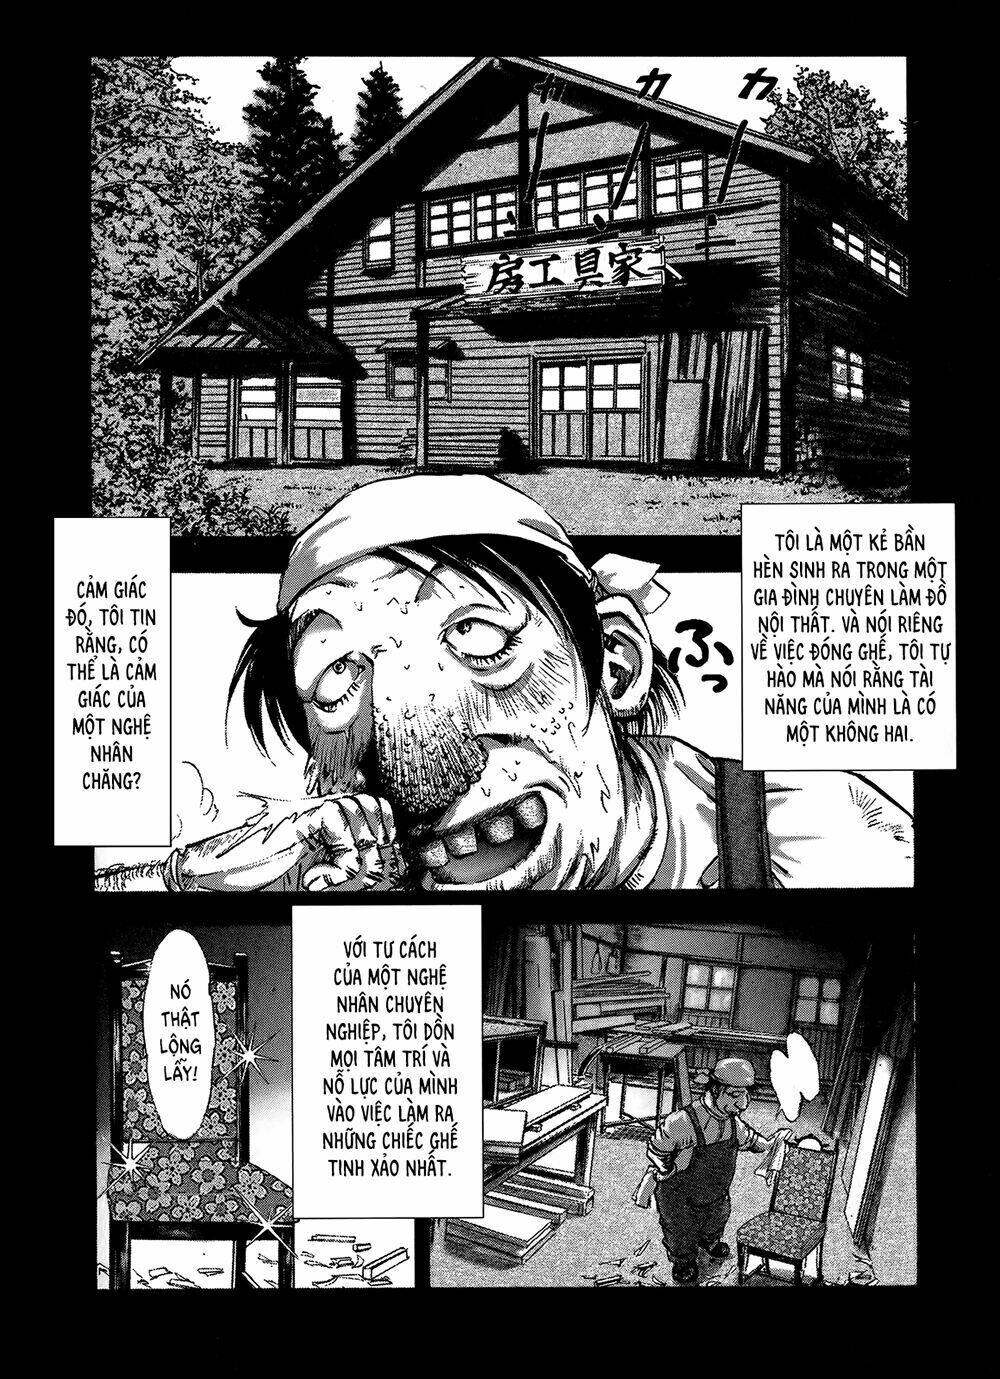 カカカ
家具工房
TÔI LÀ MỘT KẺ BẦN
HÈN SINH RA TRONG MỘT
GIA ĐÌNH CHUYÊN LÀM ĐỒ
NỘI THẤT. VÀ NÓI RIÊNG
VỀ VIỆC ĐÓNG GHẾ, TÔI TỰ
HÀO MÀ NÓI RẰNG TÀI
NĂNG CỦA MÌNH LÀ CÓ
MỘT KHÔNG HAI.
ふっ
CẢM GIÁC
ĐÓ, TÔI TIN
RẰNG, CÓ
THỂ LÀ CẢM
GIÁC CỦA
MỘT NGHỆ
NHÂN
CHĂNG?
VỚI TƯ CÁCH
CỦA MỘT NGHỆ
NHÂN CHUYÊN
NGHIỆP, TÔI DỒN
MỌI TÂM TRÍ VÀ
NỖ LỰC CỦA MÌNH
VÀO VIỆC LÀM RA
NHỮNG CHIẾC GHẾ
TINH XẢO NHẤT.
NÓ
THẬT
LỘNG
LẪY!